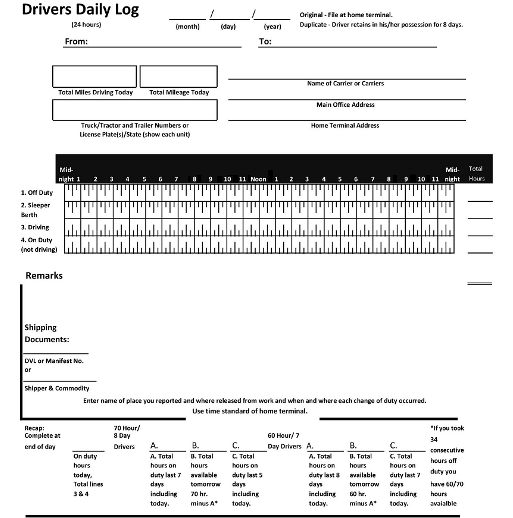 Drivers Daily Log
(24 hours)
/ /
(month) (day) (year)
Original - File at home terminal.
Duplicate - Driver retains in his/her possession for 8 days.
From: To:
Total Miles Driving Today Total Mileage Today
Name of Carrier or Carriers
Main Office Address
Truck/Tractor and Trailer Numbers or
License Plate(s)/State (show each unit)
Home Terminal Address
Mid-
night 1 2 3 4 5 6 7 8 9 10 11 Noon 1 2 3 4 5 6 7 8 9 10 11 Mid-
night
Total
Hours
1. Off Duty
2. Sleeper
Berth
3. Driving
4. On Duty
(not driving)
Remarks
Shipping
Documents:
DVL or Manifest No.
or
Shipper & Commodity
Enter name of place you reported and where released from work and when and where each change of duty occurred.
Use time standard of home terminal.
Recap:
Complete at
end of day
On duty
hours
today,
Total lines
3 & 4
70 Hour/
8 Day
Drivers
A.
A. Total
hours on
duty last 7
days
including
today.
B.
B. Total
hours
available
tomorrow
70 hr.
minus A*
C.
C. Total
hours on
duty last 5
days
including
today.
60 Hour/ 7
Day Drivers
A.
A. Total
hours on
duty last 8
days
including
today.
B.
B. Total
hours
available
tomorrow
60 hr.
minus A*
C.
C. Total
hours on
duty last 7
days
including
today.
*If you took
34
consecutive
hours off
duty you
have 60/70
hours
avaialble